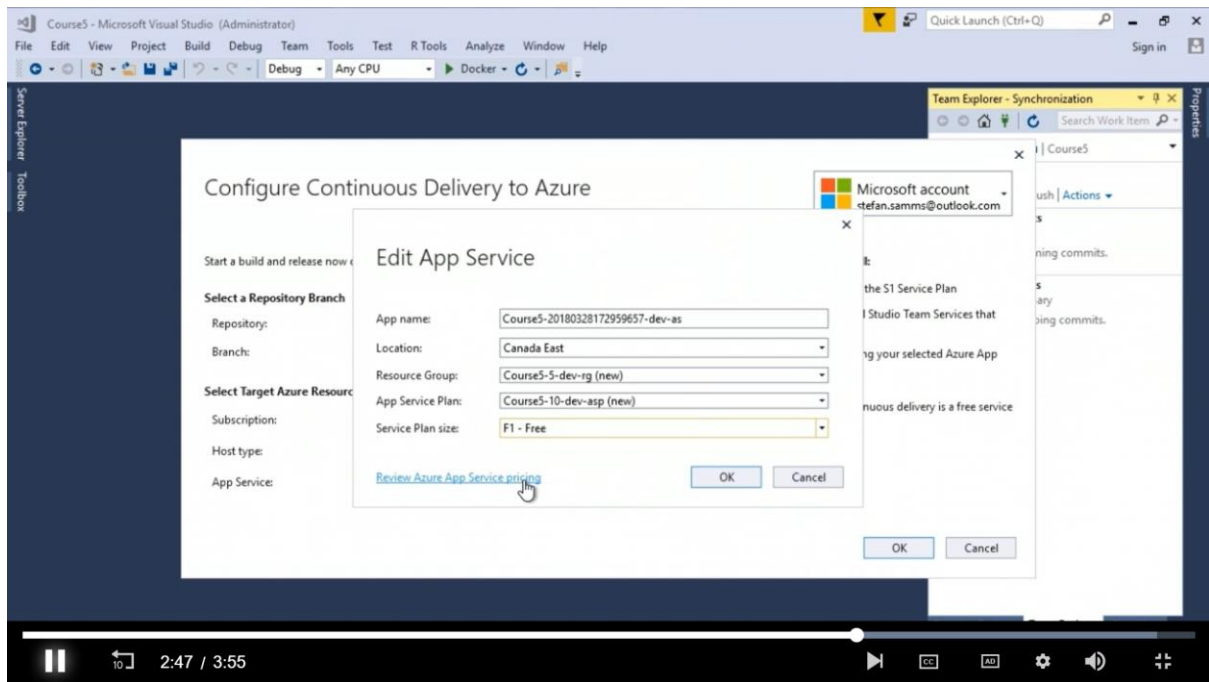 Course5 - Microsoft Visual Studio (Administrator)
Quick Launch (Ctrl+Q)
File Edit View Project Build Debug Team Tools Test R Tools Analyze Window Help
Sign in
Debug Any CPU Docker
Server Explorer
Toolbox
Properties
Team Explorer - Synchronization
Search Work Item
Course5
ush | Actions
Configure Continuous Delivery to Azure
Microsoft account
stefan.samms@outlook.com
Start a build and release now
Select a Repository Branch
Repository:
Branch:
Select Target Azure Resourc
Subscription:
Host type:
App Service:
Edit App Service
App name: Course5-20180328172959657-dev-as
Location: Canada East
Resource Group: Course5-5-dev-rg (new)
App Service Plan: Course5-10-dev-asp (new)
Service Plan size: F1 - Free
Review Azure App Service pricing
OK Cancel
the S1 Service Plan
l Studio Team Services that
ng your selected Azure App
nuous delivery is a free service
ning commits.
ary
ing commits.
OK Cancel
10
2:47 / 3:55
CC
AD